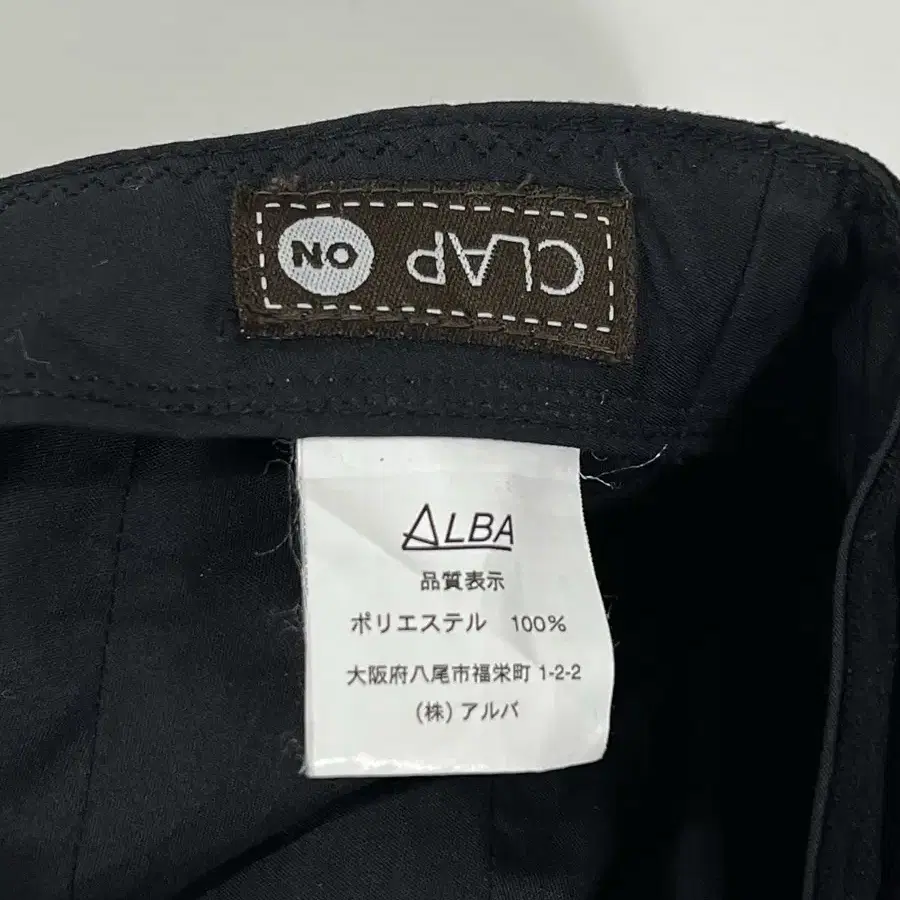 CLAP ON
ALBA
品質表示
ポリエステル 100%
大阪府八尾市福栄町 1-2-2
(株) アルバ